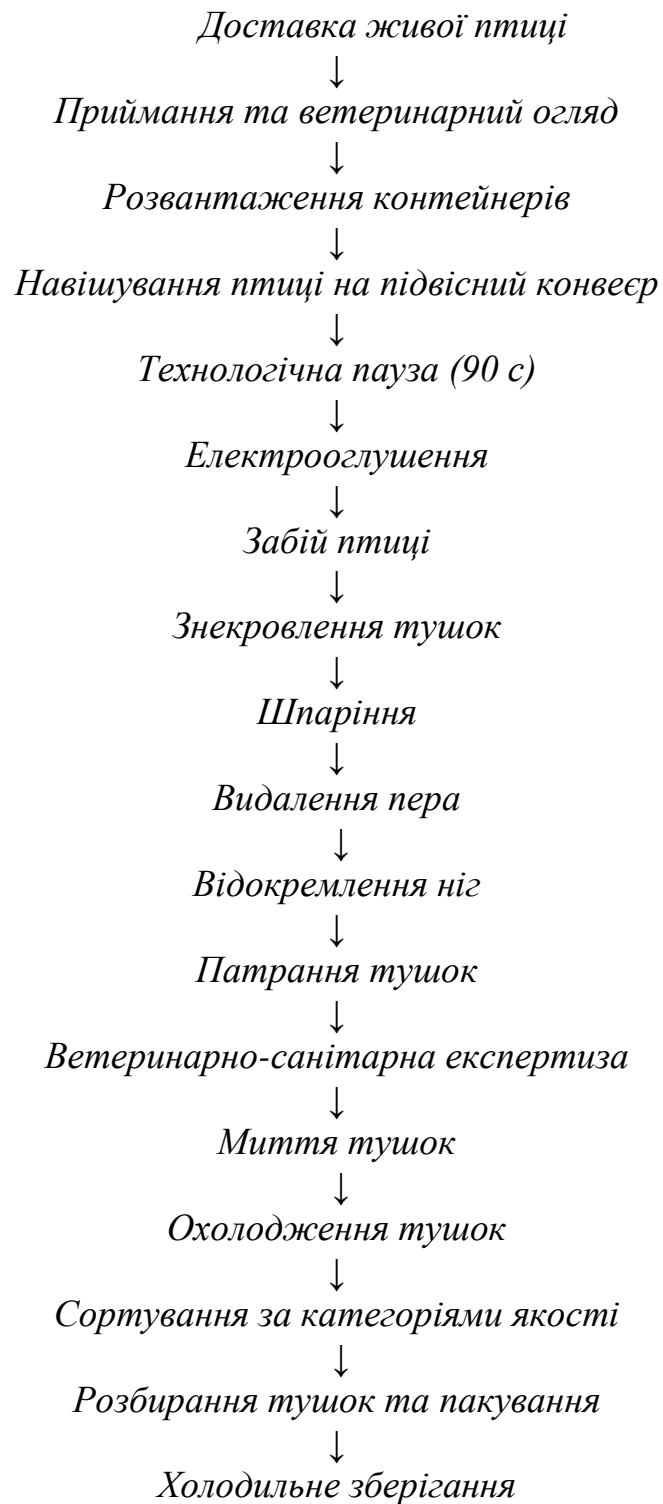 Доставка живої птиці
↓
Приймання та ветеринарний огляд
↓
Розвантаження контейнерів
↓
Навішування птиці на підвісний конвеєр
↓
Технологічна пауза (90 с)
↓
Електрооглушення
↓
Забій птиці
↓
Знекровлення тушок
↓
Шпаріння
↓
Видалення пера
↓
Відокремлення ніг
↓
Патрання тушок
↓
Ветеринарно-санітарна експертиза
↓
Миття тушок
↓
Охолодження тушок
↓
Сортування за категоріями якості
↓
Розбирання тушок та пакування
↓
Холодильне зберігання